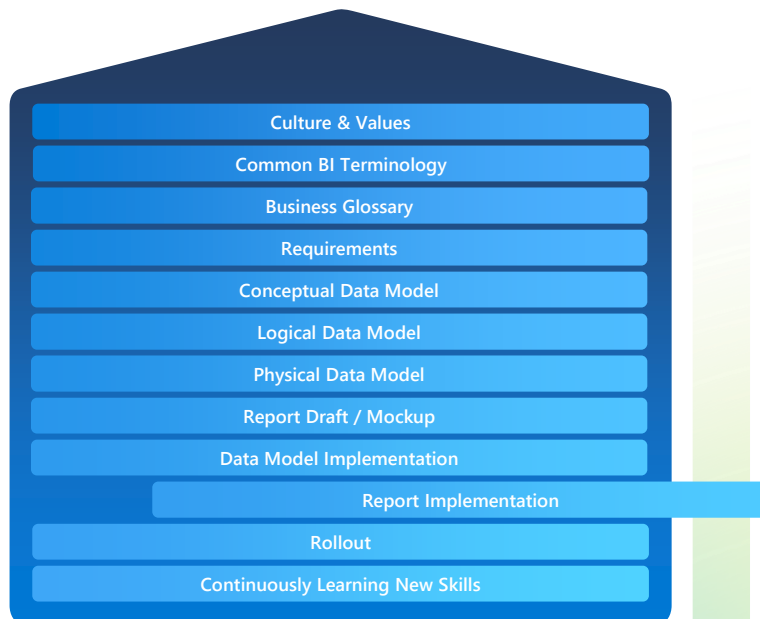 Culture & Values
Common BI Terminology
Business Glossary
Requirements
Conceptual Data Model
Logical Data Model
Physical Data Model
Report Draft / Mockup
Data Model Implementation
Report Implementation
Rollout
Continuously Learning New Skills